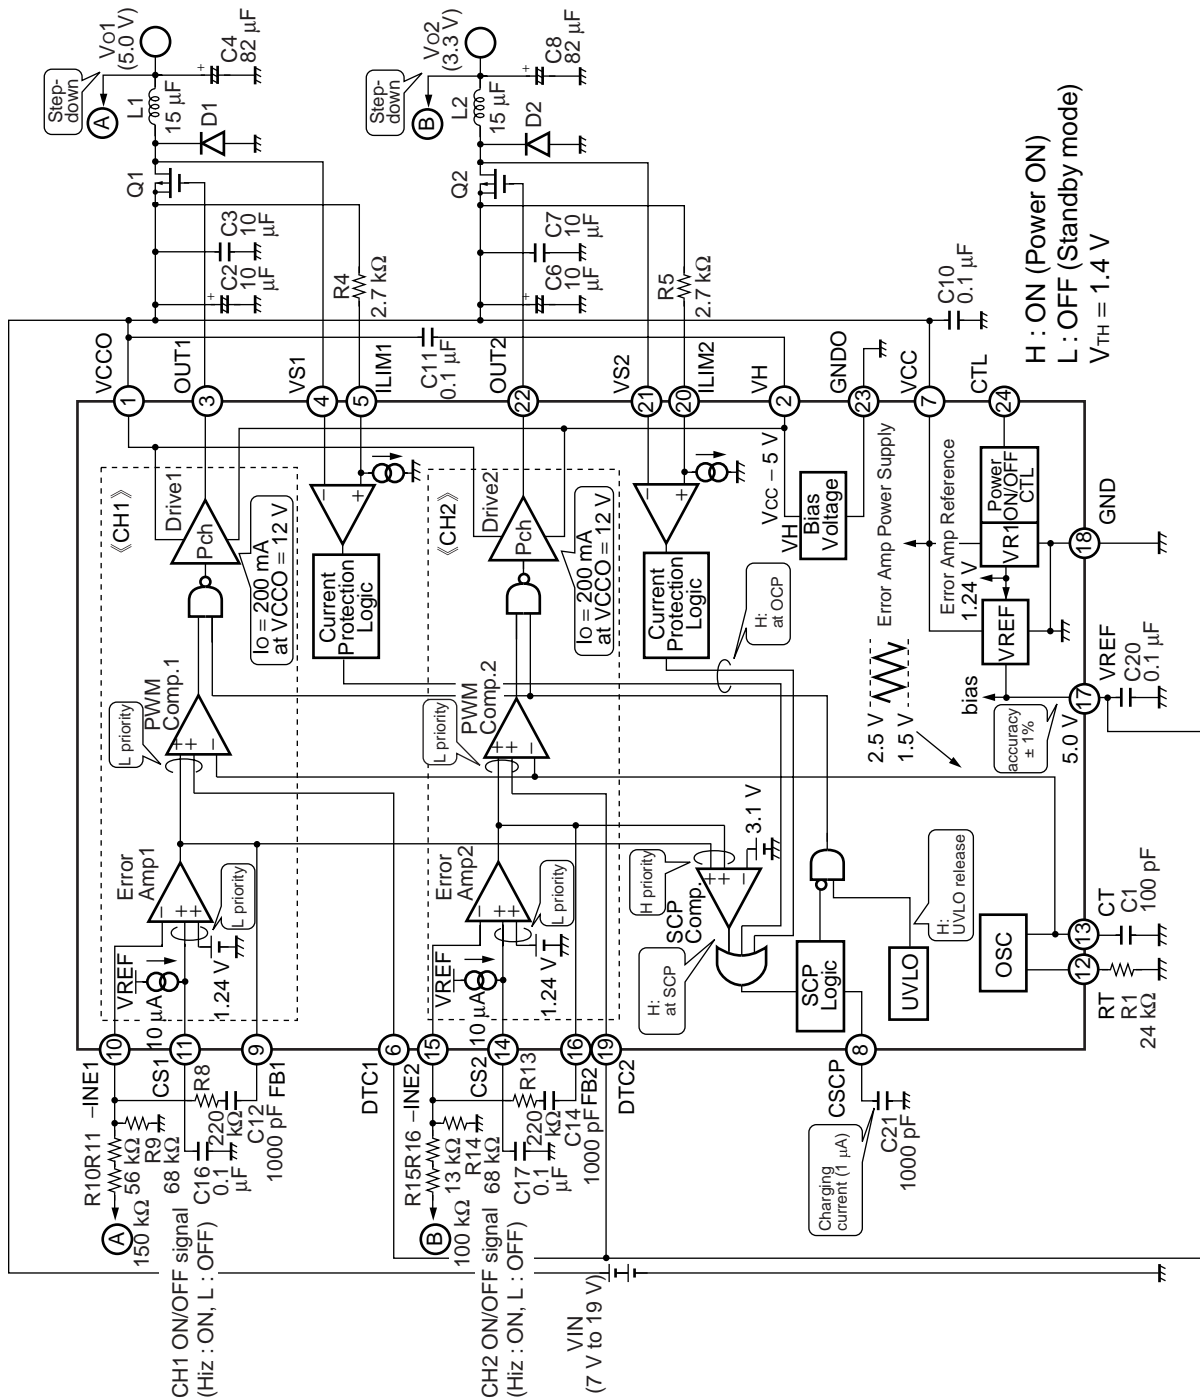 A
R10
R11
150 kΩ
56 kΩ
R9
68 kΩ
–INE1
10
CH1 ON/OFF signal
(Hiz : ON, L : OFF)
CS1
11
C16
0.1
µF
R8
220
kΩ
C12
1000 pF
FB1
9
VREF
10 µA
Error
Amp1
–
+
+
L priority
1.24 V
L priority
PWM
Comp.1
+
+
–
《CH1》
Drive1
Pch
IO = 200 mA
at VCCO = 12 V
Current
Protection
Logic
–
+
VCCO
1
OUT1
3
VS1
4
ILIM1
5
R4
2.7 kΩ
C2
10
µF
C3
10
µF
Q1
D1
L1
15 µF
Step-
down
A
VO1
(5.0 V)
C4
82 µF
+
+
DTC1
6
B
R15
R16
100 kΩ
13 kΩ
R14
68 kΩ
–INE2
15
CH2 ON/OFF signal
(Hiz : ON, L : OFF)
CS2
14
C17
0.1
µF
R13
220
kΩ
C14
1000 pF
FB2
16
DTC2
19
VREF
10 µA
Error
Amp2
–
+
+
L priority
1.24 V
L priority
PWM
Comp.2
+
+
–
《CH2》
Drive2
Pch
IO = 200 mA
at VCCO = 12 V
Current
Protection
Logic
–
+
C11
0.1
µF
OUT2
22
VS2
21
ILIM2
20
R5
2.7 kΩ
C6
10
µF
C7
10
µF
Q2
D2
L2
15 µF
Step-
down
B
VO2
(3.3 V)
C8
82 µF
+
+
VIN
(7 V to 19 V)
H priority
SCP
Comp.
+
+
–
3.1 V
H:
at SCP
H:
at OCP
VH
VCC – 5 V
Bias
Voltage
VH
2
GNDO
23
Charging
current (1 µA)
CSCP
8
C21
1000 pF
SCP
Logic
UVLO
H:
UVLO release
2.5 V
1.5 V
Error Amp Power Supply
Error Amp Reference
1.24 V
VCC
7
C10
0.1 µF
OSC
bias
accuracy
± 1%
5.0 V
VREF
VR1
Power
ON/OFF
CTL
CTL
24
H : ON (Power ON)
L : OFF (Standby mode)
VTH = 1.4 V
12
RT
R1
24 kΩ
13
CT
C1
100 pF
17
VREF
C20
0.1 µF
18
GND